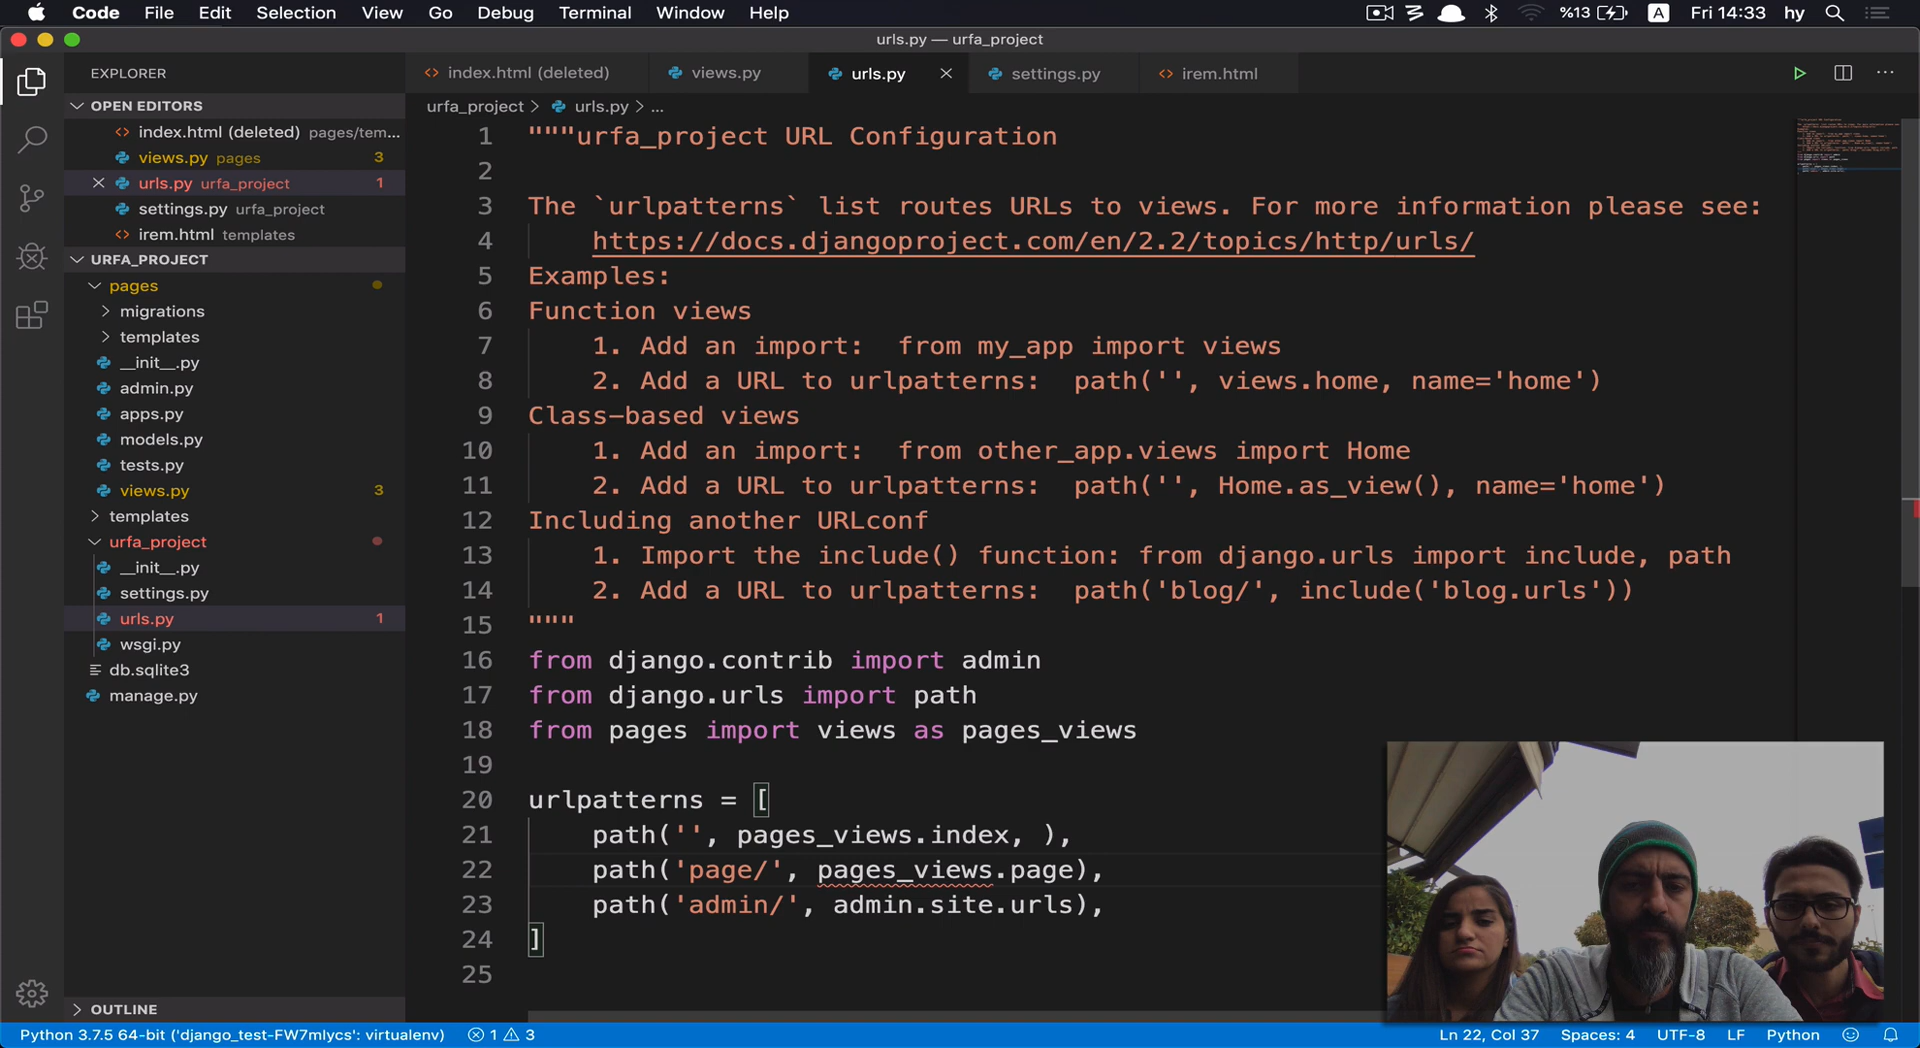 Code File Edit Selection View Go Debug Terminal Window Help %13 A Fri 14:33 hy
urls.py — urfa_project
EXPLORER
OPEN EDITORS
index.html (deleted) pages/tem...
views.py pages 3
urls.py urfa_project 1
settings.py urfa_project
irem.html templates
URFA_PROJECT
pages
migrations
templates
__init__.py
admin.py
apps.py
models.py
tests.py
views.py 3
templates
urfa_project
__init__.py
settings.py
urls.py 1
wsgi.py
db.sqlite3
manage.py
OUTLINE
index.html (deleted) views.py urls.py settings.py irem.html
urfa_project > urls.py > ...
1 """urfa_project URL Configuration
2
3 The `urlpatterns` list routes URLs to views. For more information please see:
4 https://docs.djangoproject.com/en/2.2/topics/http/urls/
5 Examples:
6 Function views
7 1. Add an import:  from my_app import views
8 2. Add a URL to urlpatterns:  path('', views.home, name='home')
9 Class-based views
10 1. Add an import:  from other_app.views import Home
11 2. Add a URL to urlpatterns:  path('', Home.as_view(), name='home')
12 Including another URLconf
13 1. Import the include() function: from django.urls import include, path
14 2. Add a URL to urlpatterns:  path('blog/', include('blog.urls'))
15 """
16 from django.contrib import admin
17 from django.urls import path
18 from pages import views as pages_views
19
20 urlpatterns = [
21 path('', pages_views.index, ),
22 path('page/', pages_views.page),
23 path('admin/', admin.site.urls),
24 ]
25
Python 3.7.5 64-bit ('django_test-FW7mIycs': virtualenv) 1 3 Ln 22, Col 37 Spaces: 4 UTF-8 LF Python